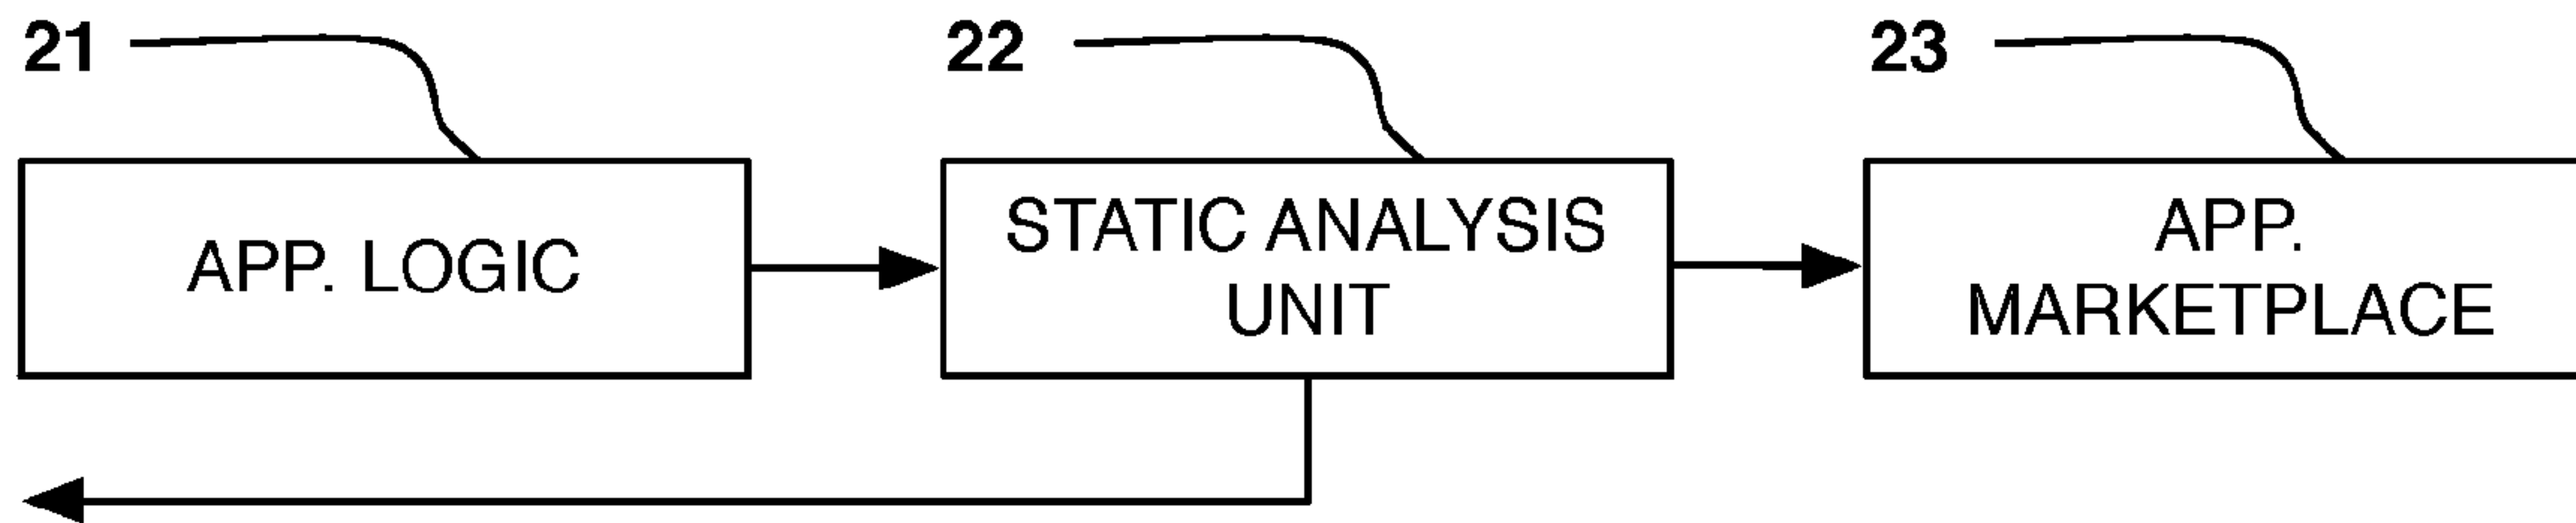 21
22
23
APP. LOGIC
STATIC ANALYSIS
UNIT
APP.
MARKETPLACE